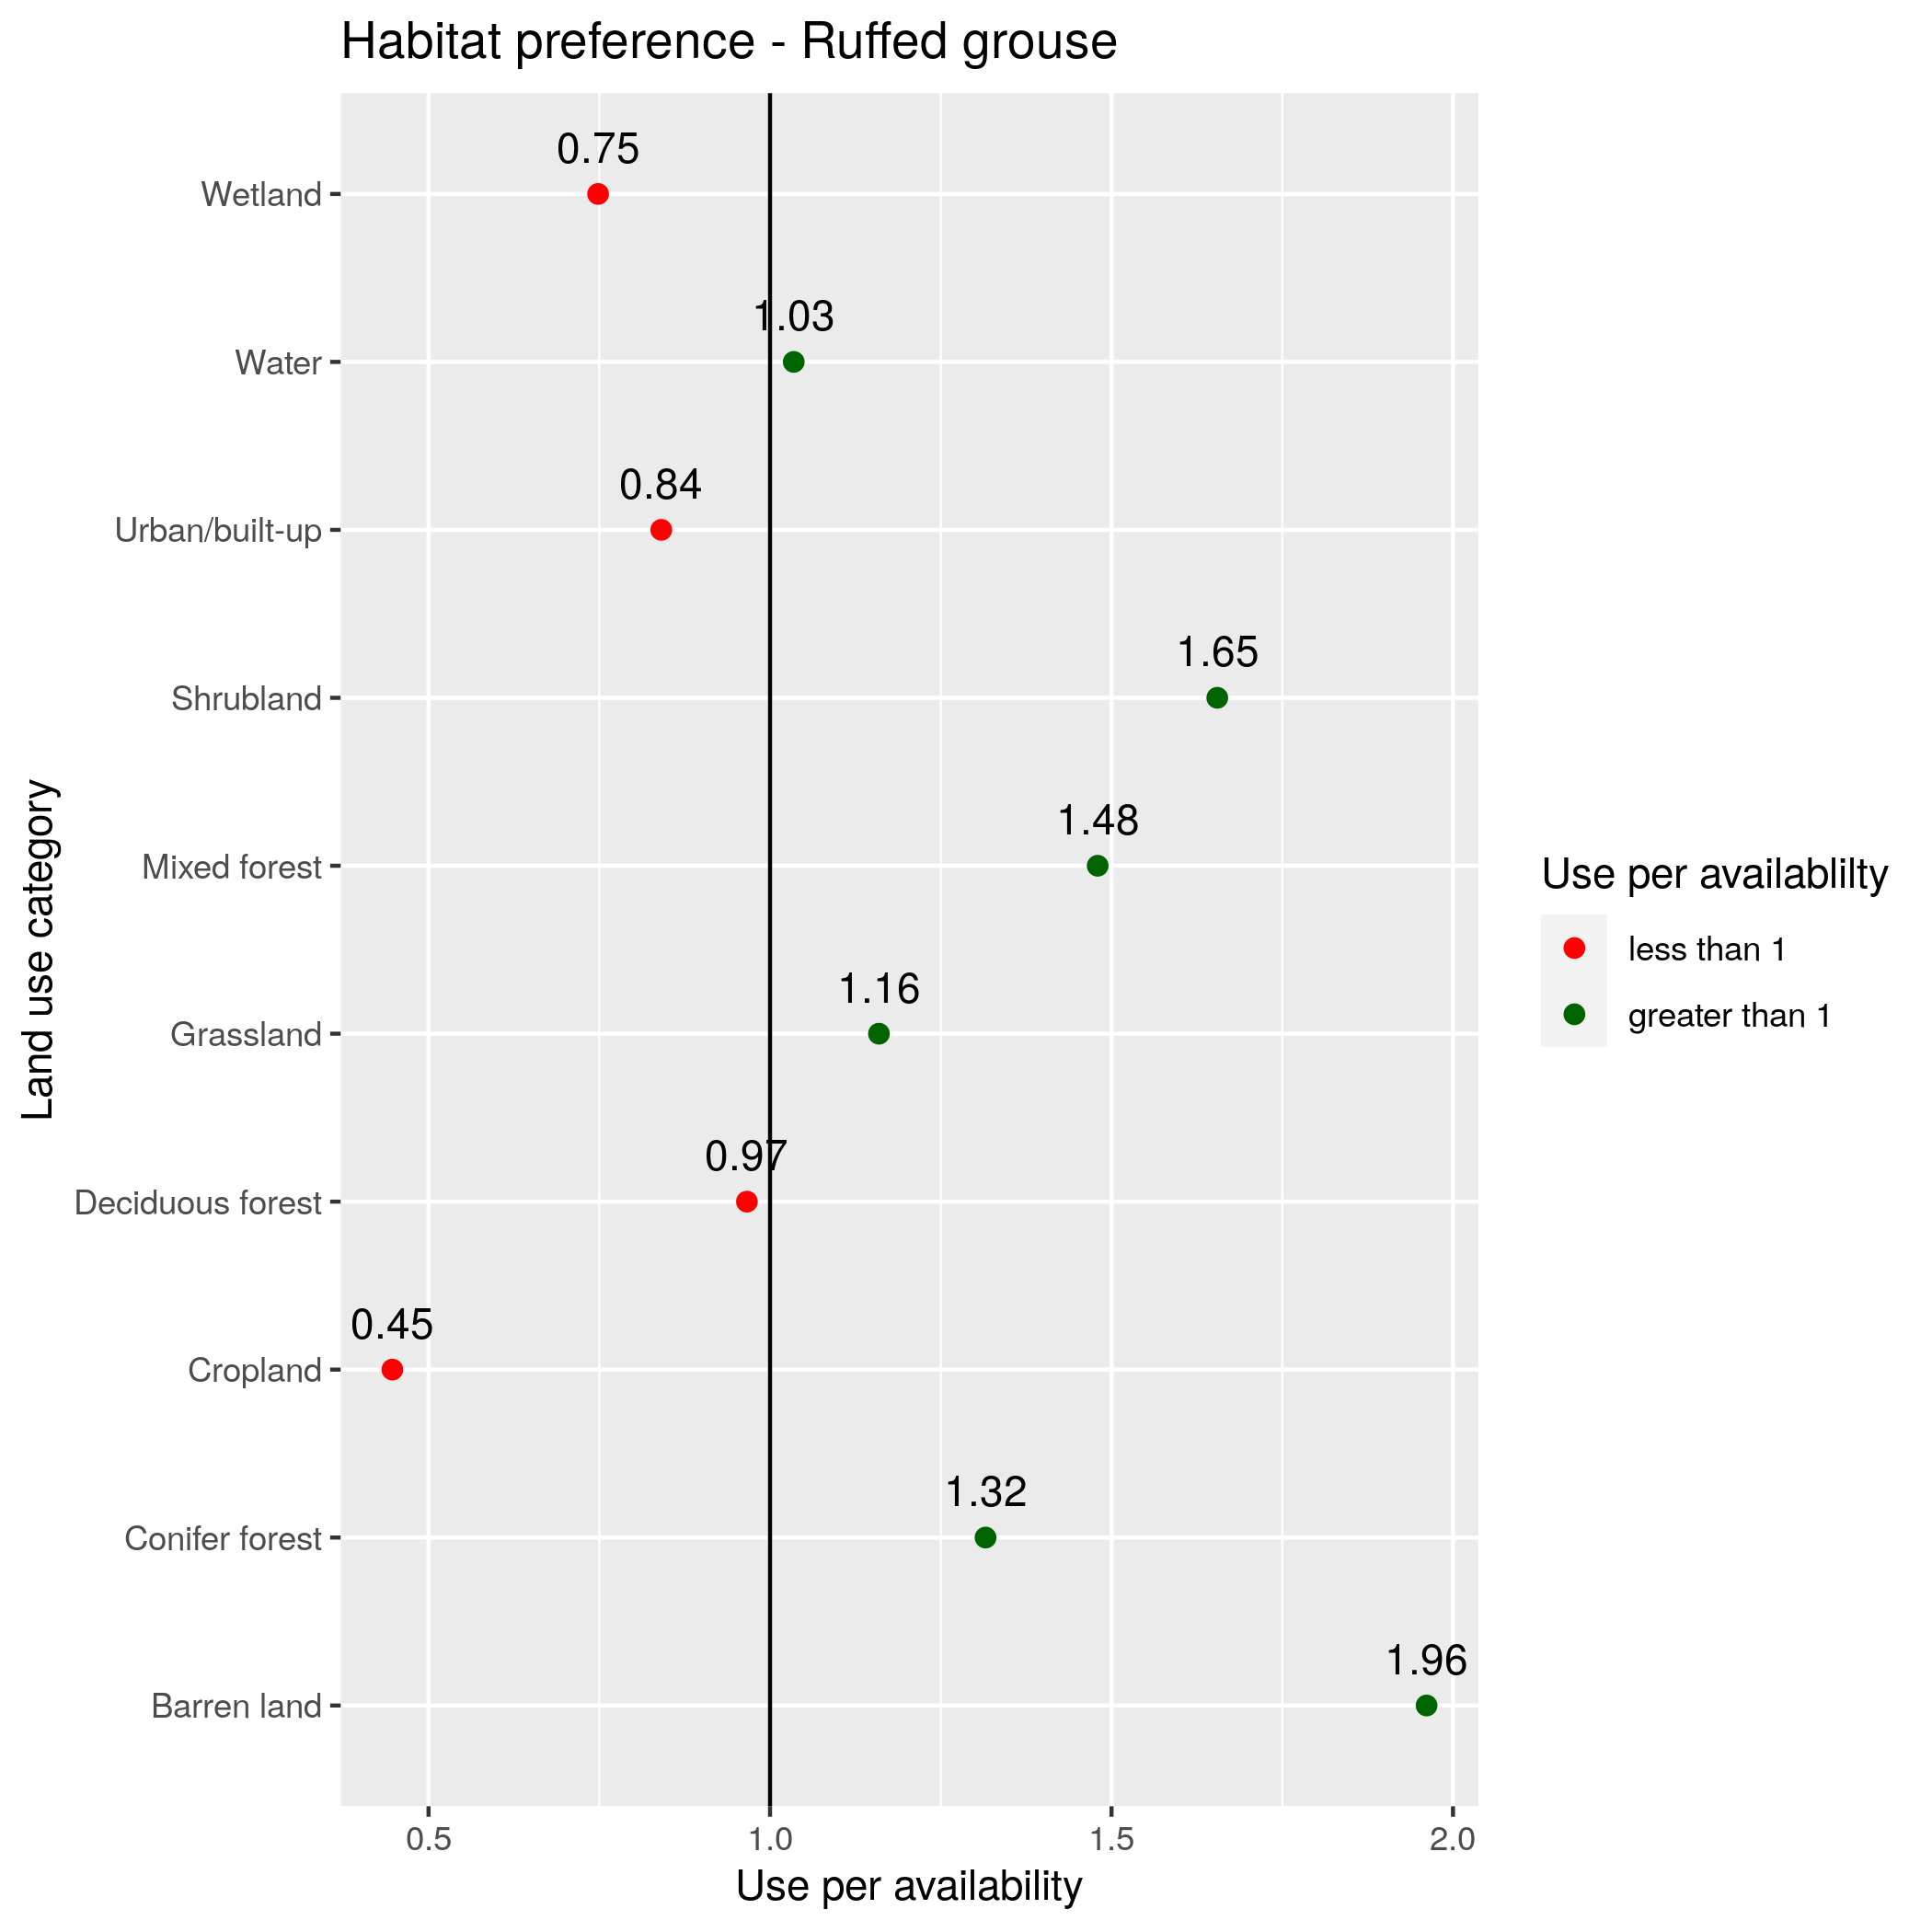 Habitat preference - Ruffed grouse
0.75
Wetland
1.03
Water
0.84
Urban/built-up
1.65
Shrubland
1.48
Mixed forest
1.16
Grassland
0.97
Deciduous forest
0.45
Cropland
1.32
Conifer forest
1.96
Barren land
0.5 1.0 1.5 2.0
Use per availability
Land use category
Use per availablilty
less than 1
greater than 1